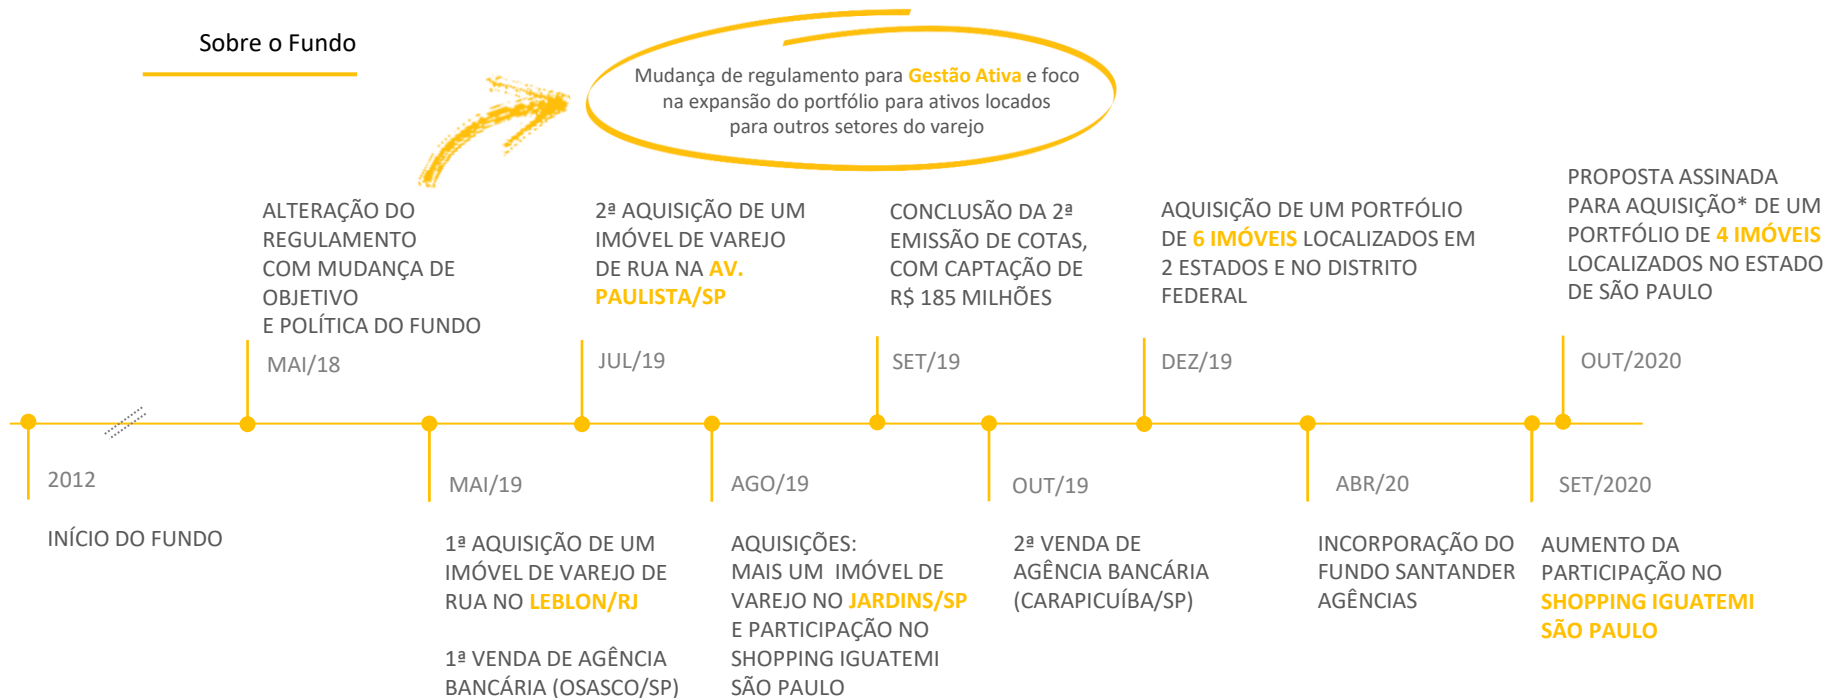 Sobre o Fundo
Mudança de regulamento para Gestão Ativa e foco
na expansão do portfólio para ativos locados
para outros setores do varejo
ALTERAÇÃO DO
REGULAMENTO
COM MUDANÇA DE
OBJETIVO
E POLÍTICA DO FUNDO
MAI/18
2ª AQUISIÇÃO DE UM
IMÓVEL DE VAREJO
DE RUA NA AV.
PAULISTA/SP
JUL/19
CONCLUSÃO DA 2ª
EMISSÃO DE COTAS,
COM CAPTAÇÃO DE
R$ 185 MILHÕES
SET/19
AQUISIÇÃO DE UM PORTFÓLIO
DE 6 IMÓVEIS LOCALIZADOS EM
2 ESTADOS E NO DISTRITO
FEDERAL
DEZ/19
PROPOSTA ASSINADA
PARA AQUISIÇÃO* DE UM
PORTFÓLIO DE 4 IMÓVEIS
LOCALIZADOS NO ESTADO
DE SÃO PAULO
OUT/2020
2012
INÍCIO DO FUNDO
MAI/19
1ª AQUISIÇÃO DE UM
IMÓVEL DE VAREJO DE
RUA NO LEBLON/RJ
1ª VENDA DE AGÊNCIA
BANCÁRIA (OSASCO/SP)
AGO/19
AQUISIÇÕES:
MAIS UM IMÓVEL DE
VAREJO NO JARDINS/SP
E PARTICIPAÇÃO NO
SHOPPING IGUATEMI
SÃO PAULO
OUT/19
2ª VENDA DE
AGÊNCIA BANCÁRIA
(CARAPICUÍBA/SP)
ABR/20
INCORPORAÇÃO DO
FUNDO SANTANDER
AGÊNCIAS
SET/2020
AUMENTO DA
PARTICIPAÇÃO NO
SHOPPING IGUATEMI
SÃO PAULO